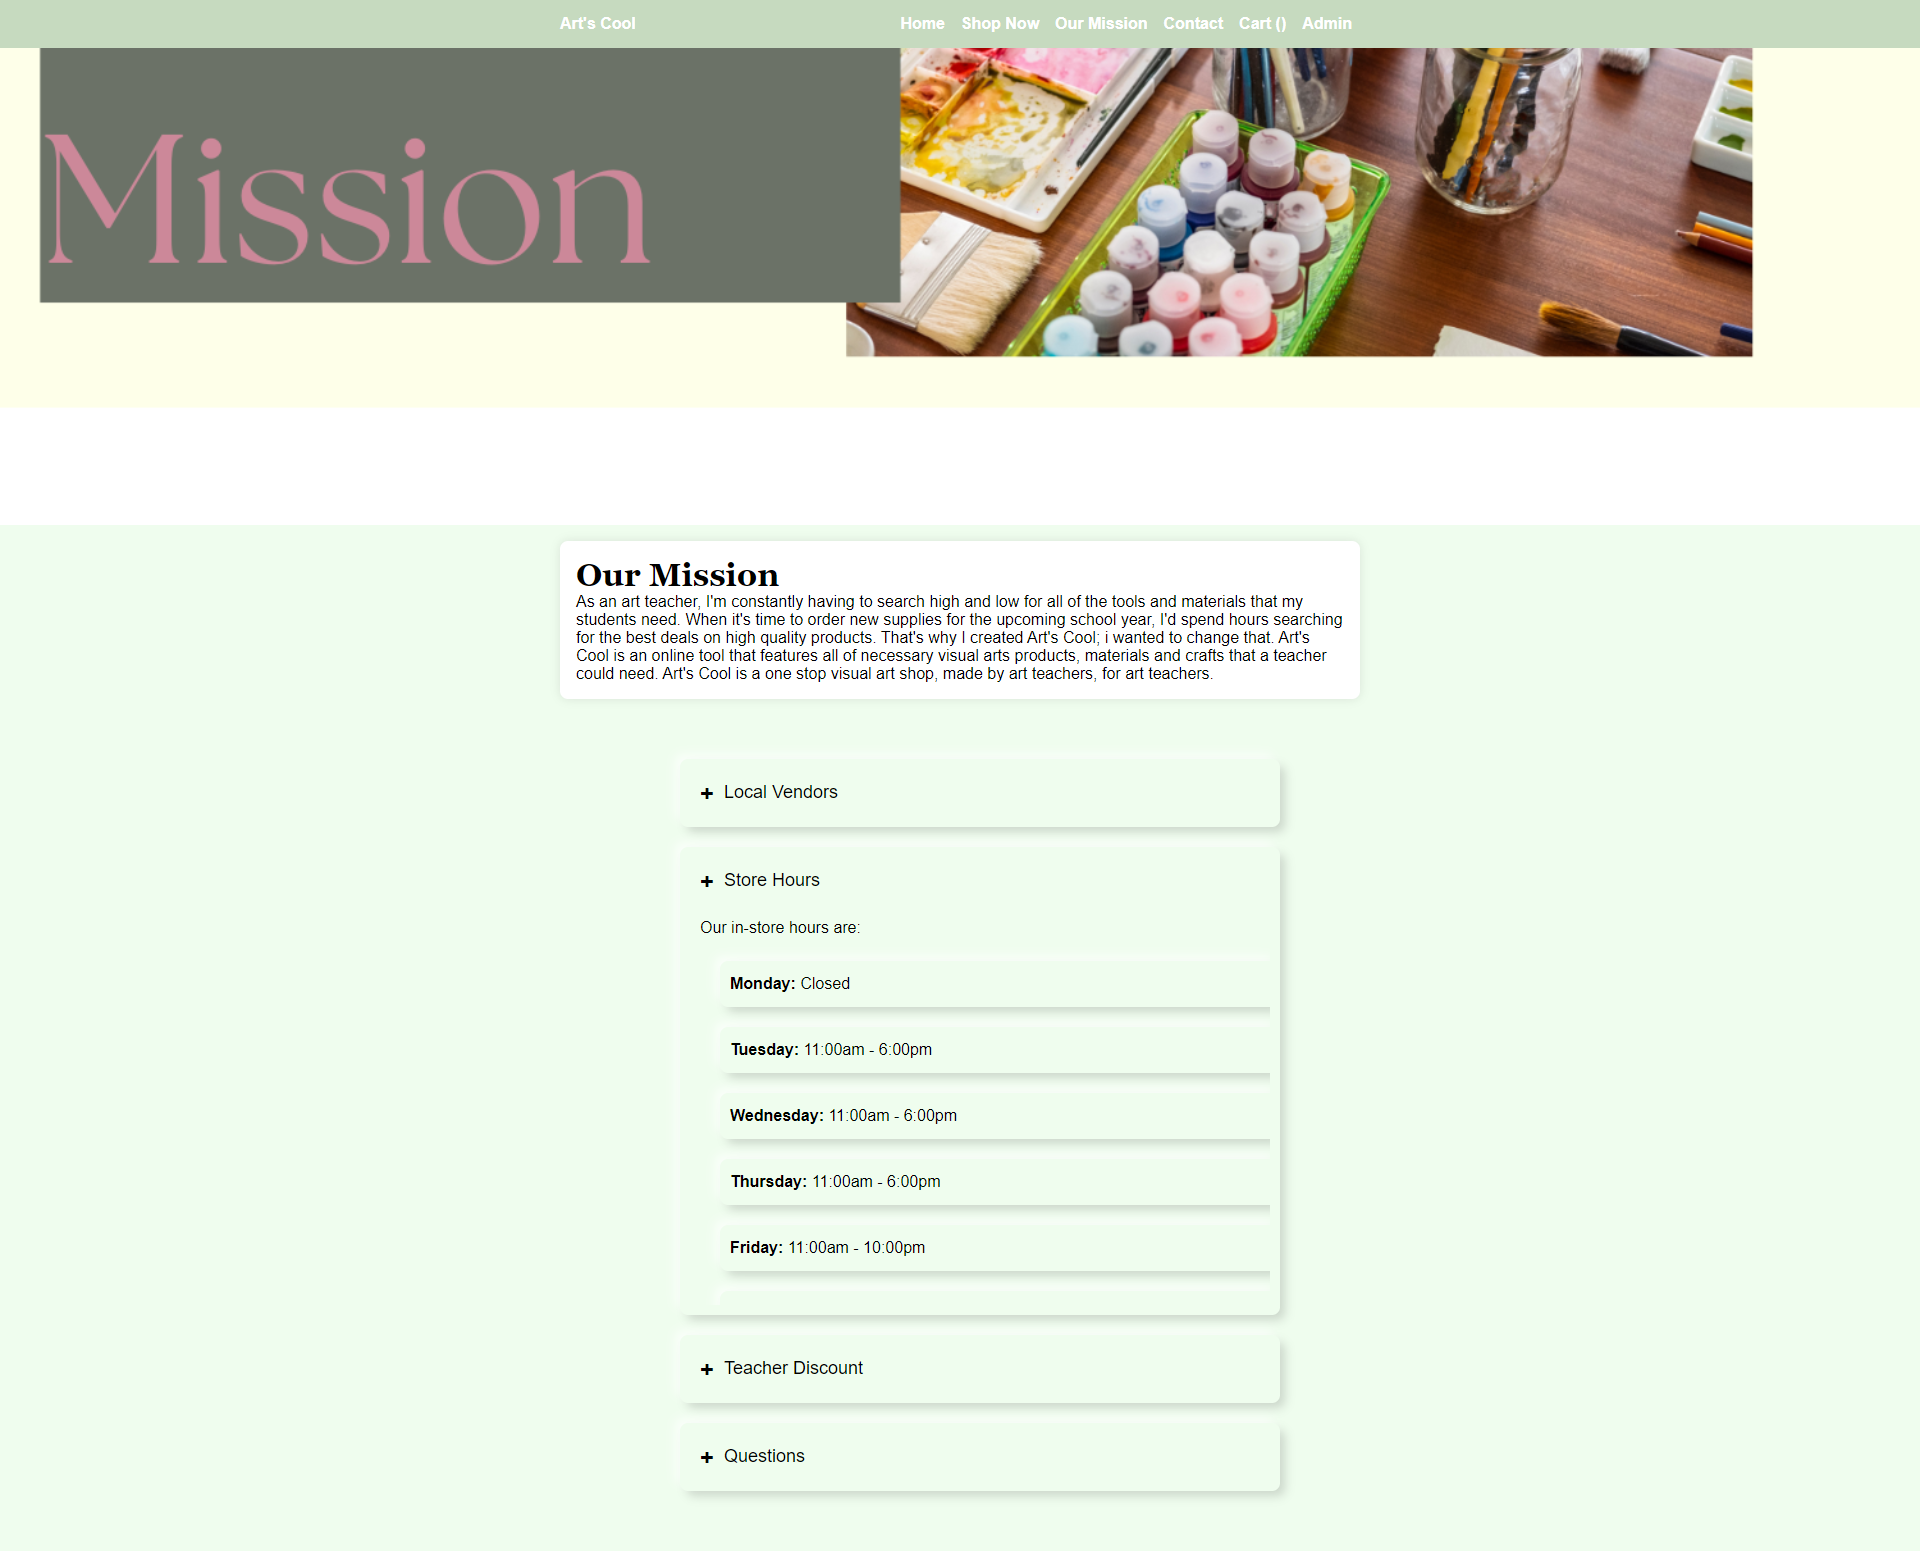 Art's Cool
Home Shop Now Our Mission Contact Cart () Admin
Mission
Our Mission
As an art teacher, I'm constantly having to search high and low for all of the tools and materials that my
students need. When it's time to order new supplies for the upcoming school year, I'd spend hours searching
for the best deals on high quality products. That's why I created Art's Cool; i wanted to change that. Art's
Cool is an online tool that features all of necessary visual arts products, materials and crafts that a teacher
could need. Art's Cool is a one stop visual art shop, made by art teachers, for art teachers.
+ Local Vendors
+ Store Hours
Our in-store hours are:
Monday: Closed
Tuesday: 11:00am - 6:00pm
Wednesday: 11:00am - 6:00pm
Thursday: 11:00am - 6:00pm
Friday: 11:00am - 10:00pm
+ Teacher Discount
+ Questions